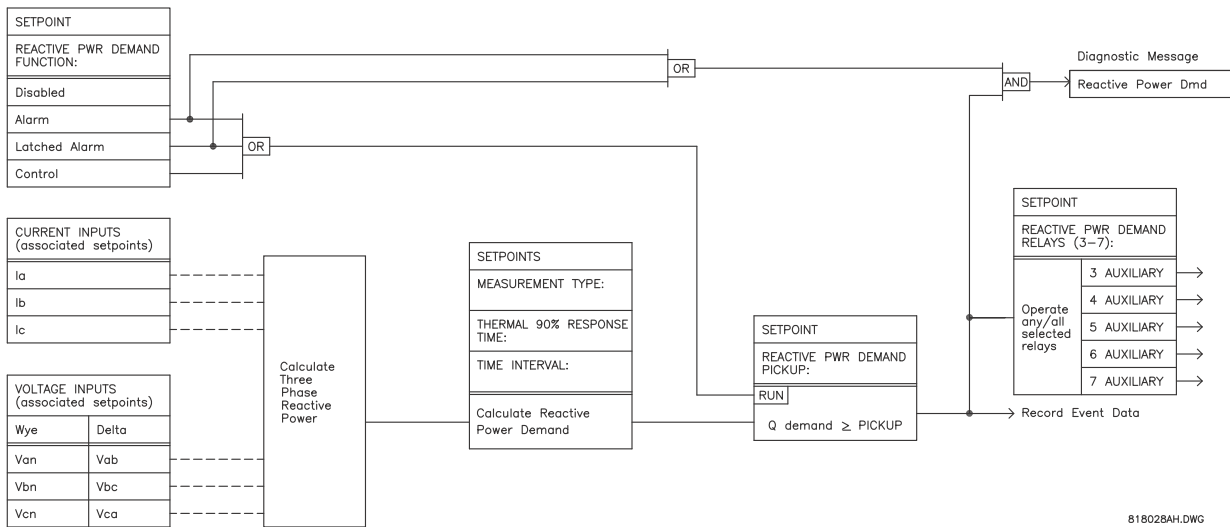 SETPOINT
REACTIVE PWR DEMAND
FUNCTION:
Disabled
Alarm
Latched Alarm
Control
OR
OR
AND
Diagnostic Message
Reactive Power Dmd
CURRENT INPUTS
(associated setpoints)
Ia
Ib
Ic
VOLTAGE INPUTS
(associated setpoints)
Wye Delta
Van Vab
Vbn Vbc
Vcn Vca
Calculate
Three
Phase
Reactive
Power
SETPOINTS
MEASUREMENT TYPE:
THERMAL 90% RESPONSE
TIME:
TIME INTERVAL:
Calculate Reactive
Power Demand
SETPOINT
REACTIVE PWR DEMAND
PICKUP:
RUN
Q demand ≥ PICKUP
SETPOINT
REACTIVE PWR DEMAND
RELAYS (3-7):
Operate
any/all
selected
relays
3 AUXILIARY
4 AUXILIARY
5 AUXILIARY
6 AUXILIARY
7 AUXILIARY
Record Event Data
818028AH.DWG